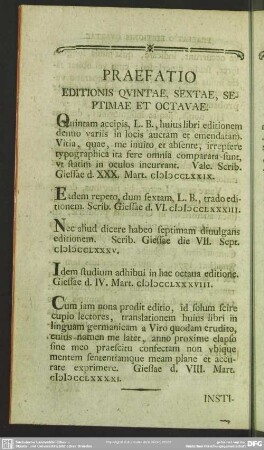 PRAEFATIO
EDITIONIS QVINTAE, SEXTAE, SE-
PTIMAE ET OCTAVAE.
Quintam accipis, L. B., huius libri editionem
denuo variis in locis auctam et emendatam.
Vitia, quae, me inuito et absente, irrepsere
typographica ita fere omnia comparata sunt,
vt statim in oculos incurrant. Vale. Scrib.
Giessae d. XXX. Mart. cIɔIɔccLXXIX.
Eadem repeto, dum sextam, L. B., trado edi-
tionem. Scrib. Giessae d. VI. cIɔIɔccLXXXIII.
Nec aliud dicere habeo septimam diuulgans
editionem. Scrib. Giessae die VII. Sept.
cIɔIɔccLXXXV.
Idem studium adhibui in hac octaua editione.
Giessae d. IV. Mart. cIɔIɔccLXXXVIII.
Cum iam nona prodit editio, id solum scire
cupio lectores, translationem huius libri in
linguam germanicam a Viro quodam erudito,
cuius nomen me latet, anno proxime elapso
sine meo praescitu confectam non vbique
mentem sententiamque meam plane et accu-
rate exprimere. Giessae d. VIII. Mart.
cIɔIɔccLXXXXI.
INSTI-